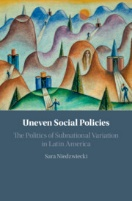 Uneven Social Policies
The Politics of Subnational Variation
in Latin America
Sara Niedzwiecki